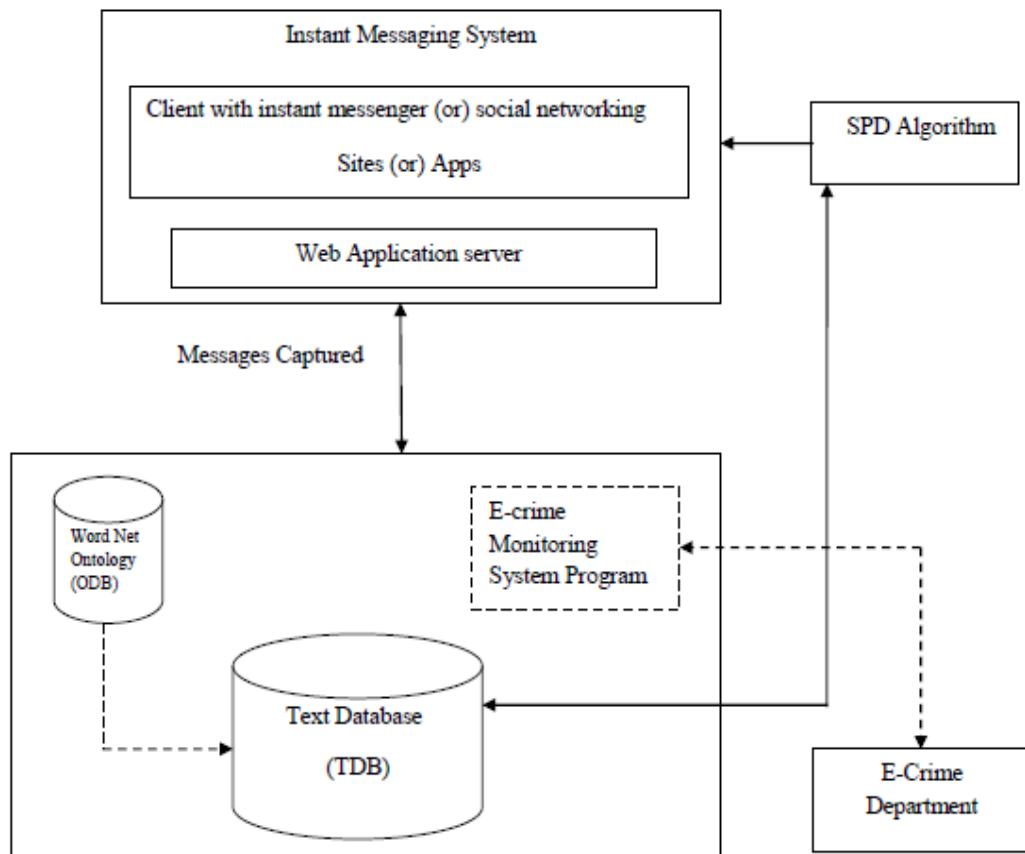 Instant Messaging System
Client with instant messenger (or) social networking
Sites (or) Apps
Web Application server
SPD Algorithm
Messages Captured
Word Net
Ontology
(ODB)
E-crime
Monitoring
System Program
Text Database
(TDB)
E-Crime
Department